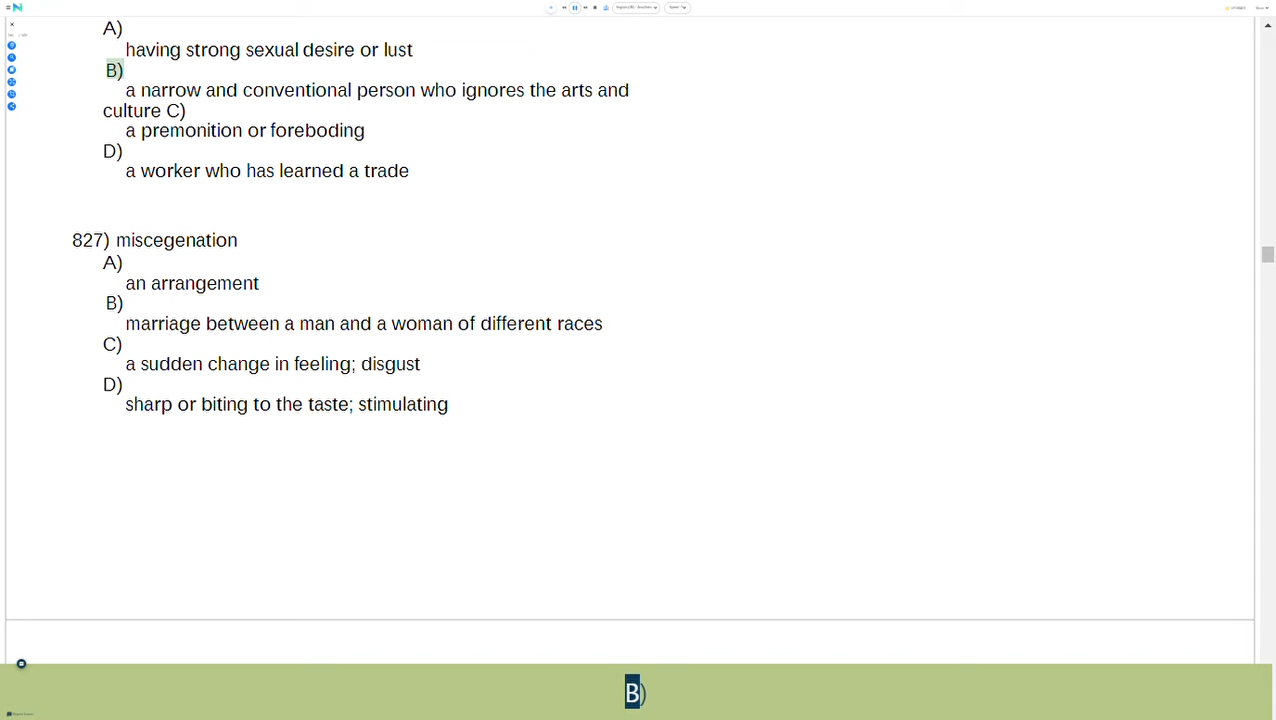 A)
having strong sexual desire or lust
B)
a narrow and conventional person who ignores the arts and
culture C)
a premonition or foreboding
D)
a worker who has learned a trade
827) miscegenation
A)
an arrangement
B)
marriage between a man and a woman of different races
C)
a sudden change in feeling; disgust
D)
sharp or biting to the taste; stimulating
B)